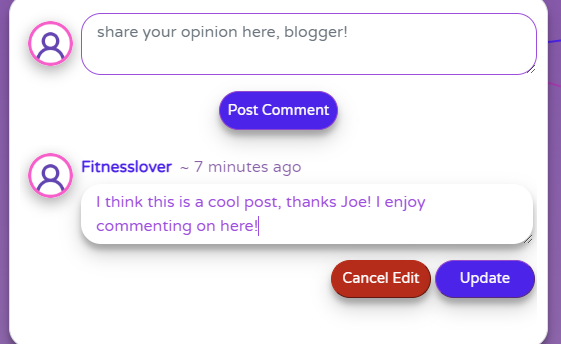 share your opinion here, blogger!
Post Comment
Fitnesslover ~ 7 minutes ago
I think this is a cool post, thanks Joe! I enjoy
commenting on here!
Cancel Edit Update